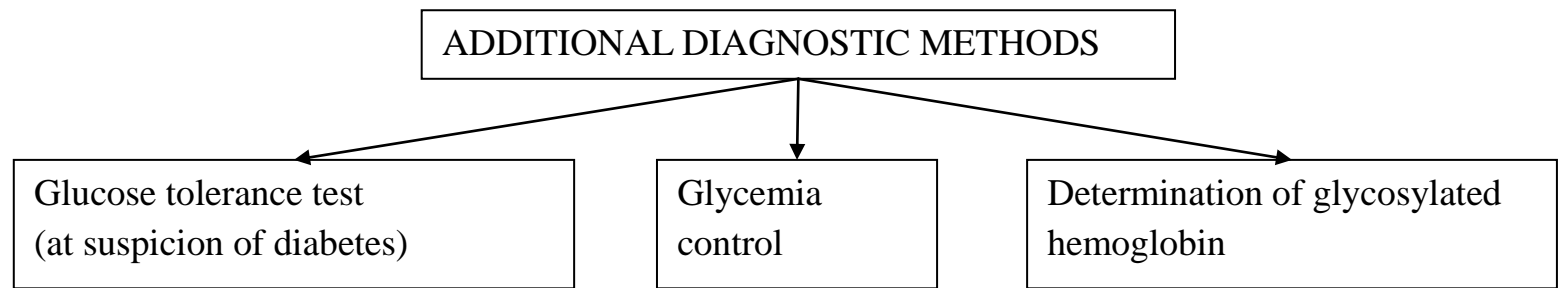 ADDITIONAL DIAGNOSTIC METHODS
Glucose tolerance test
(at suspicion of diabetes)
Glycemia
control
Determination of glycosylated
hemoglobin